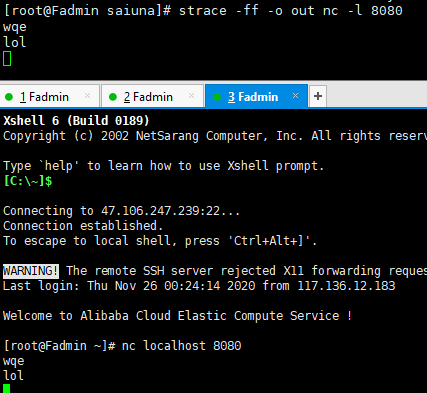 [root@Fadmin saiuna]# strace -ff -o out nc -l 8080
wqe
lol
1 Fadmin × 2 Fadmin × 3 Fadmin × +
Xshell 6 (Build 0189)
Copyright (c) 2002 NetSarang Computer, Inc. All rights reserv
Type `help' to learn how to use Xshell prompt.
[C:\~]$
Connecting to 47.106.247.239:22...
Connection established.
To escape to local shell, press 'Ctrl+Alt+]'.
WARNING! The remote SSH server rejected X11 forwarding reques
Last login: Thu Nov 26 00:24:14 2020 from 117.136.12.183
Welcome to Alibaba Cloud Elastic Compute Service !
[root@Fadmin ~]# nc localhost 8080
wqe
lol